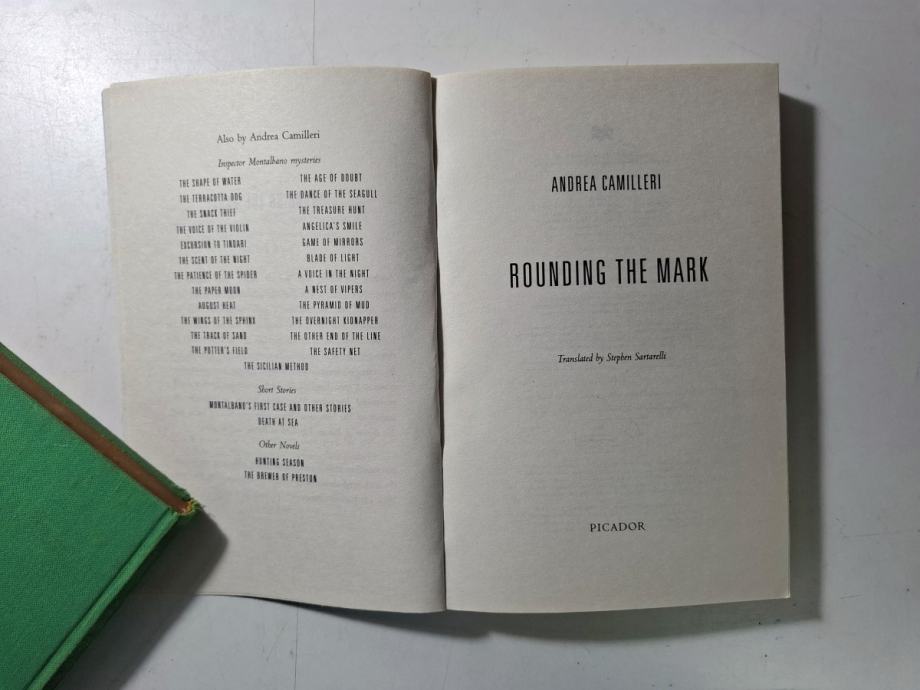 Also by Andrea Camilleri
Inspector Montalbano mysteries
THE SHAPE OF WATER
THE TERRACOTTA DOG
THE SNACK THIEF
THE VOICE OF THE VIOLIN
EXCURSION TO TINDARI
THE SCENT OF THE NIGHT
THE PATIENCE OF THE SPIDER
THE PAPER MOON
AUGUST HEAT
THE WINGS OF THE SPHINX
THE TRACK OF SAND
THE POTTER'S FIELD
THE AGE OF DOUBT
THE DANCE OF THE SEAGULL
THE TREASURE HUNT
ANGELICA'S SMILE
GAME OF MIRRORS
BLADE OF LIGHT
A VOICE IN THE NIGHT
A NEST OF VIPERS
THE PYRAMID OF MUD
THE OVERNIGHT KIDNAPPER
THE OTHER END OF THE LINE
THE SAFETY NET
THE SICILIAN METHOD
Short Stories
MONTALBANO'S FIRST CASE AND OTHER STORIES
DEATH AT SEA
Other Novels
HUNTING SEASON
THE BREWER OF PRESTON
ANDREA CAMILLERI
ROUNDING THE MARK
Translated by Stephen Sartarelli
PICADOR